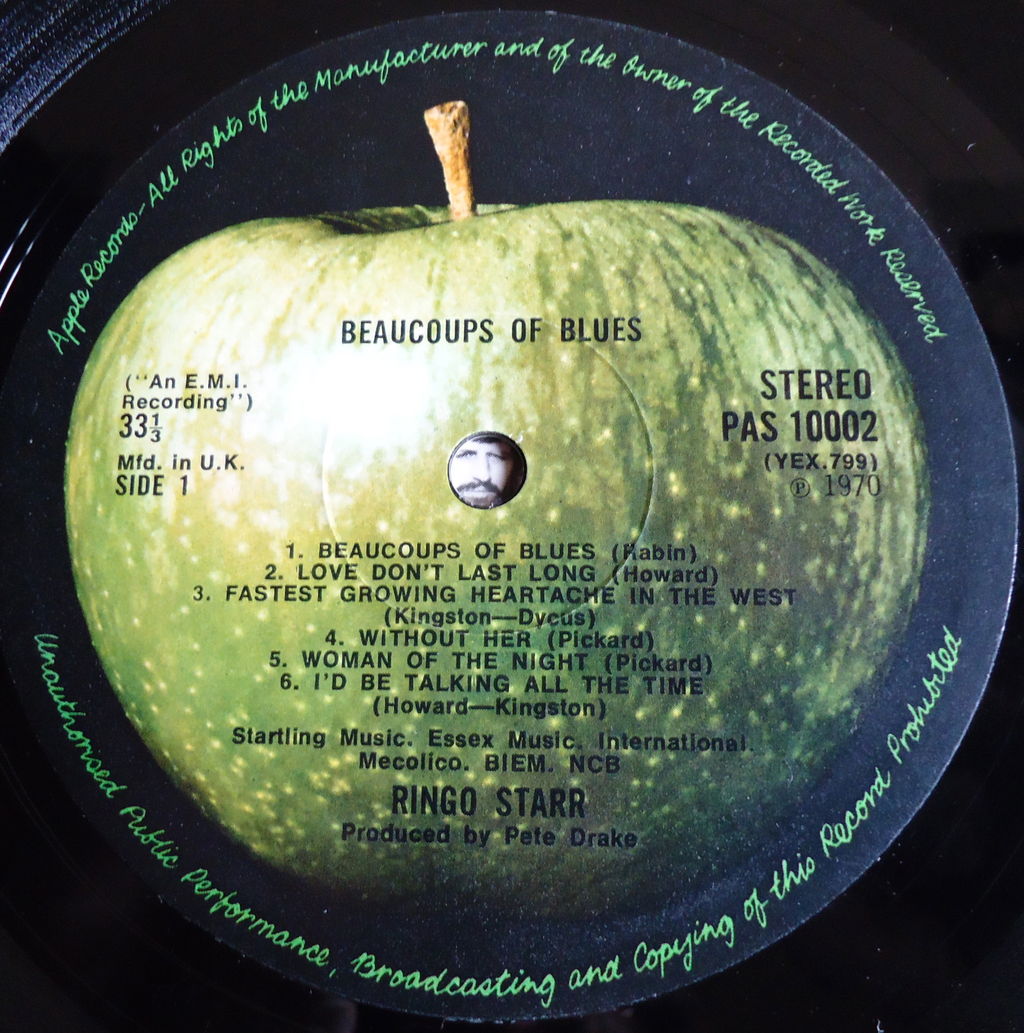 Apple Records-All Rights of the Manufacturer and of the Owner of the Recorded Work Reserved
BEAUCOUPS OF BLUES
(“An E.M.I.
Recording”)
33⅓
Mfd. in U.K.
SIDE 1
STEREO
PAS 10002
(YEX.799)
℗ 1970
1. BEAUCOUPS OF BLUES (Rabin)
2. LOVE DON'T LAST LONG (Howard)
3. FASTEST GROWING HEARTACHE IN THE WEST
(Kingston—Dycus)
4. WITHOUT HER (Pickard)
5. WOMAN OF THE NIGHT (Pickard)
6. I'D BE TALKING ALL THE TIME
(Howard—Kingston)
Startling Music. Essex Music. International.
Mecolico. BIEM. NCB
RINGO STARR
Produced by Pete Drake
Unauthorised Public Performance, Broadcasting and Copying of this Record Prohibited